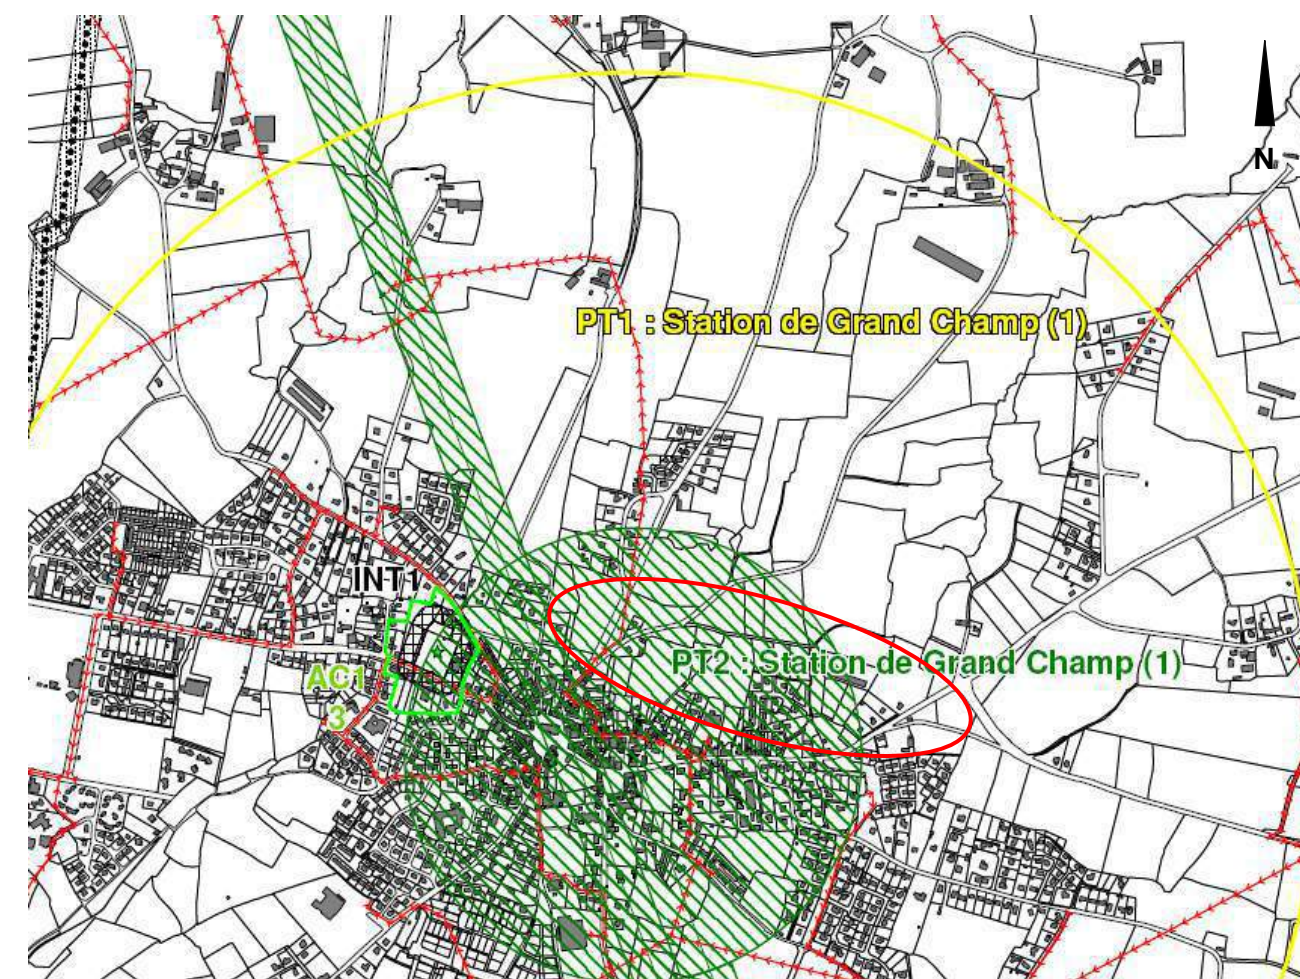 N
PT1 : Station de Grand Champ (1)
INT1
PT2 : Station de Grand Champ (1)
AC1
3